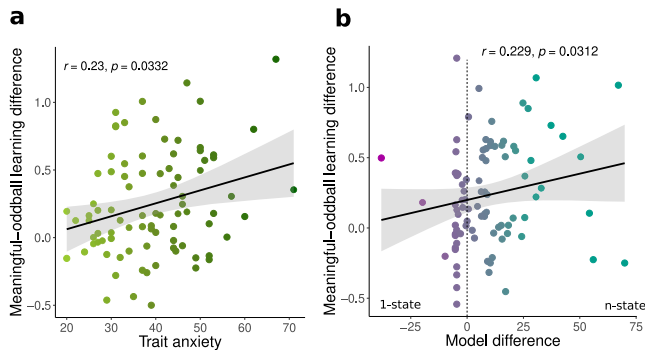 a
r = 0.23, p = 0.0332
Meaningful−oddball learning difference
1.0
0.5
0.0
−0.5
20
30
40
50
60
70
Trait anxiety
b
r = 0.229, p = 0.0312
Meaningful−oddball learning difference
1.0
0.5
0.0
−0.5
1-state
n-state
−25
0
25
50
75
Model difference